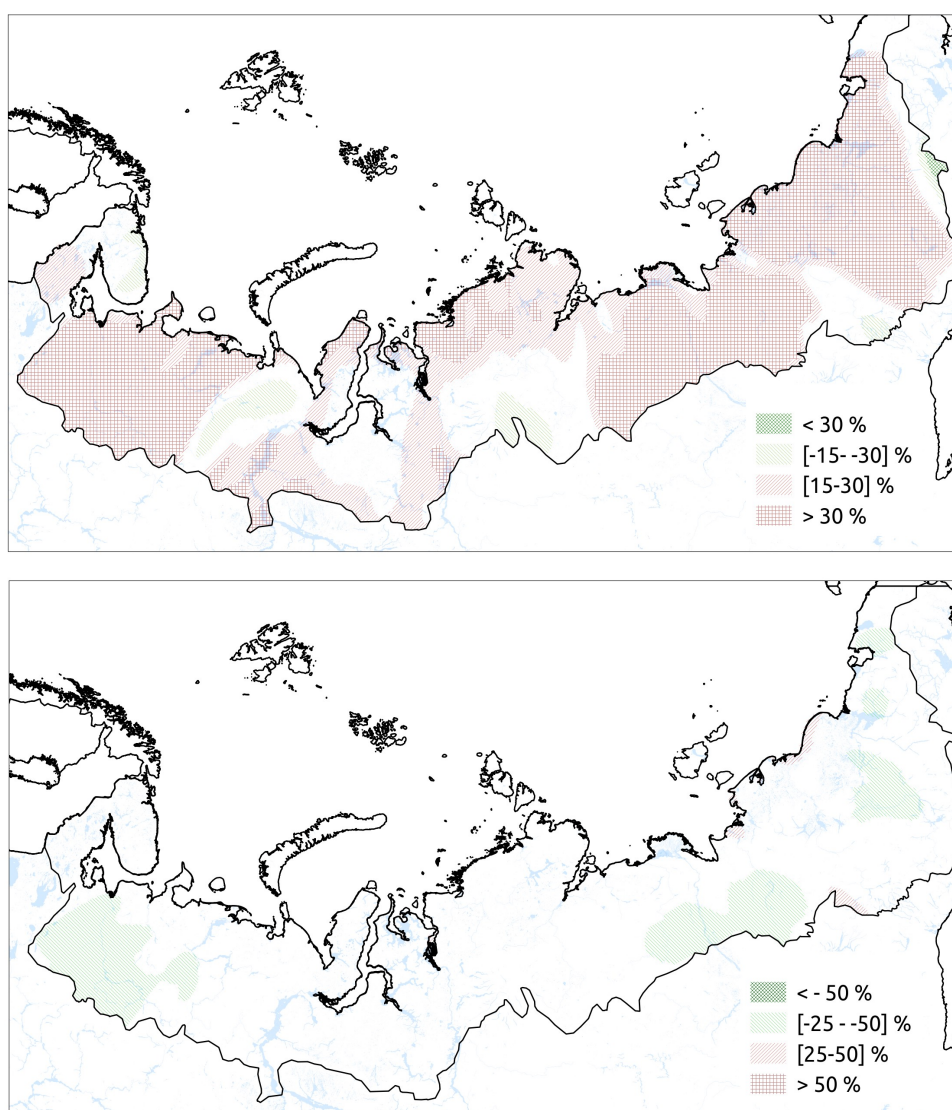 < 30 %
[-15- -30] %
[15-30] %
> 30 %
< - 50 %
[-25 - -50] %
[25-50] %
> 50 %